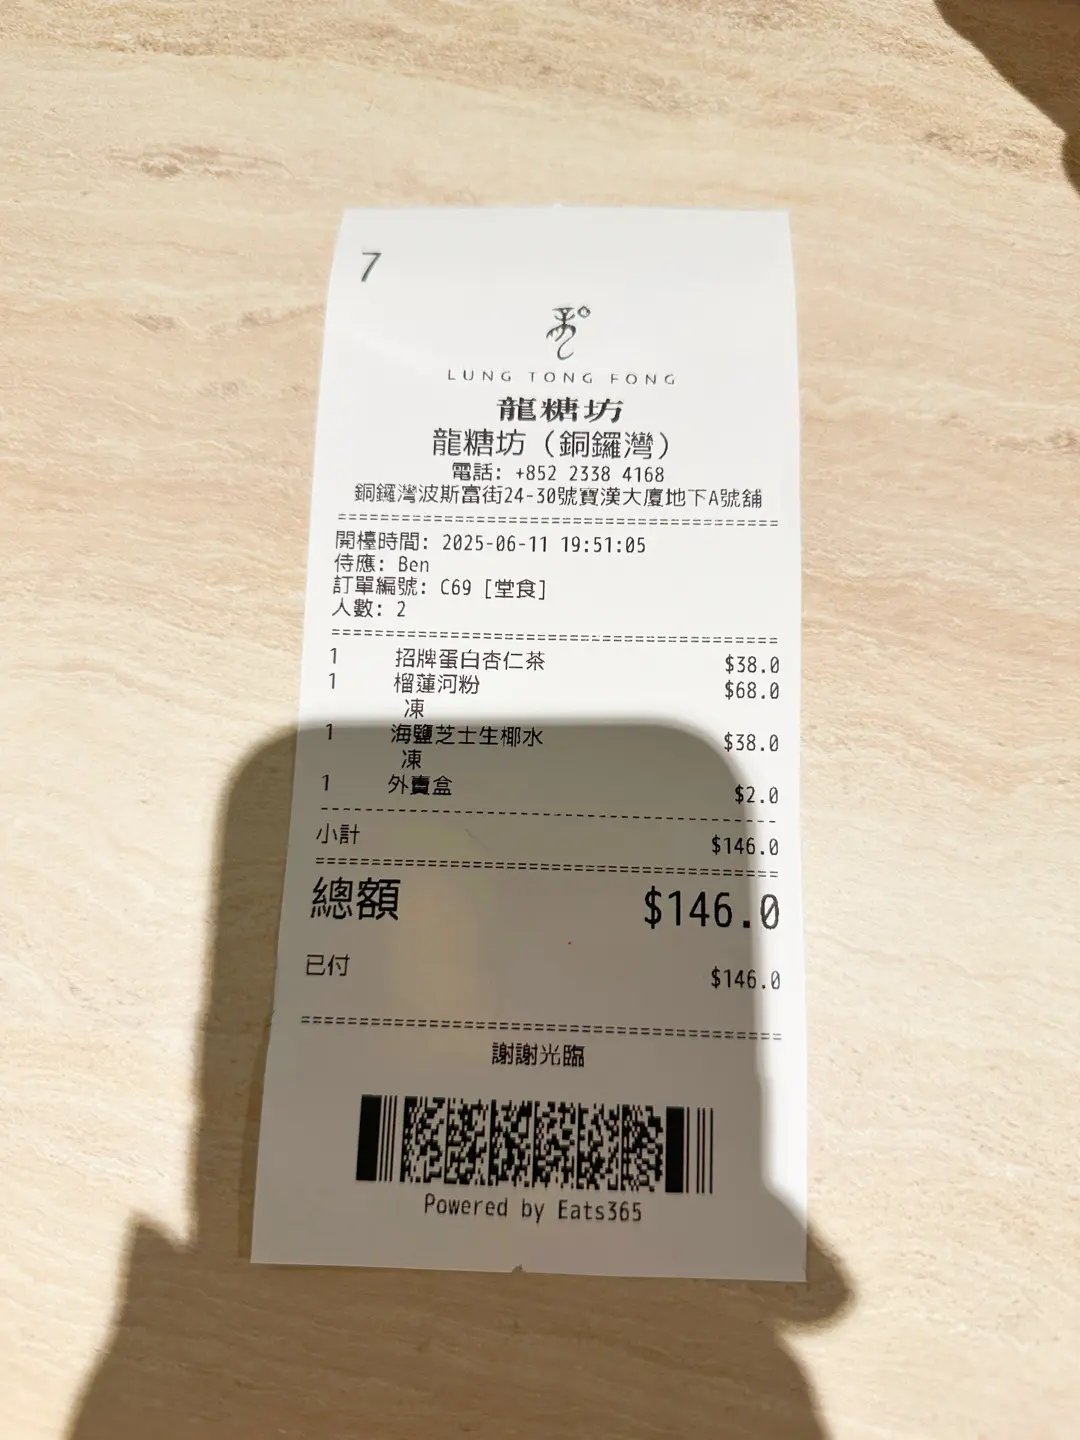 7
LUNG TONG FONG
龍糖坊
龍糖坊（銅鑼灣）
電話: +852 2338 4168
銅鑼灣波斯富街24-30號寶漢大廈地下A號舖
開檯時間: 2025-06-11 19:51:05
侍應: Ben
訂單編號: C69 [堂食]
人數: 2
1 招牌蛋白杏仁茶 $38.0
1 榴蓮河粉 $68.0
凍
1 海鹽芝士生椰水 $38.0
凍
1 外賣盒 $2.0
小計 $146.0
總額 $146.0
已付 $146.0
謝謝光臨
Powered by Eats365